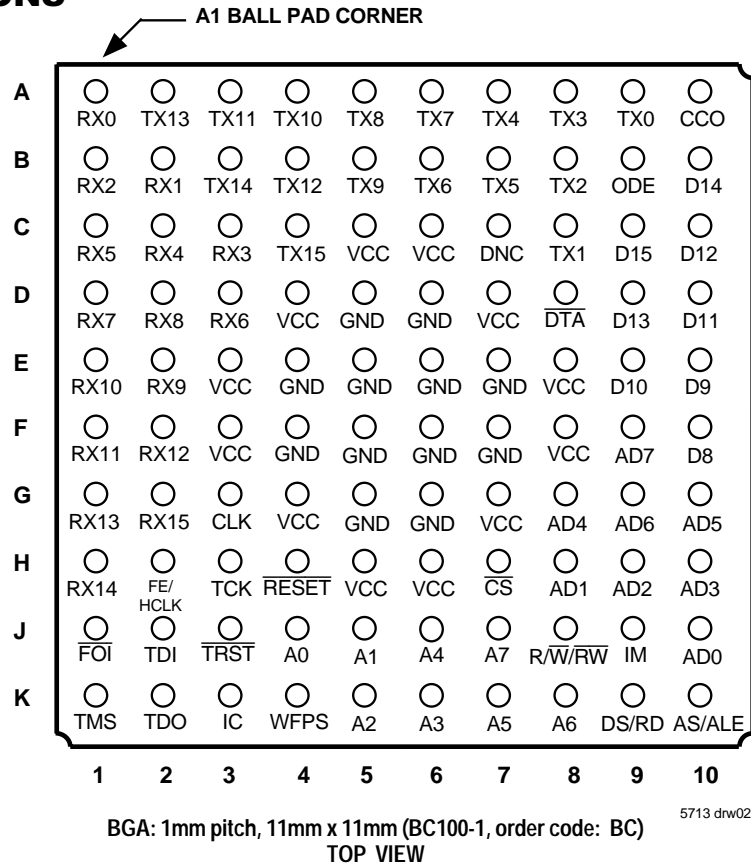 A1 BALL PAD CORNER
A
RX0 TX13 TX11 TX10 TX8 TX7 TX4 TX3 TX0 CCO
B
RX2 RX1 TX14 TX12 TX9 TX6 TX5 TX2 ODE D14
C
RX5 RX4 RX3 TX15 VCC VCC DNC TX1 D15 D12
D
RX7 RX8 RX6 VCC GND GND VCC DTA D13 D11
E
RX10 RX9 VCC GND GND GND GND VCC D10 D9
F
RX11 RX12 VCC GND GND GND GND VCC AD7 D8
G
RX13 RX15 CLK VCC GND GND VCC AD4 AD6 AD5
H
RX14 FE/ TCK RESET VCC VCC CS AD1 AD2 AD3
HCLK
J
FOI TDI TRST A0 A1 A4 A7 R/W/RW IM AD0
K
TMS TDO IC WFPS A2 A3 A5 A6 DS/RD AS/ALE
1 2 3 4 5 6 7 8 9 10
5713 drw02
BGA: 1mm pitch, 11mm x 11mm (BC100-1, order code: BC)
TOP VIEW